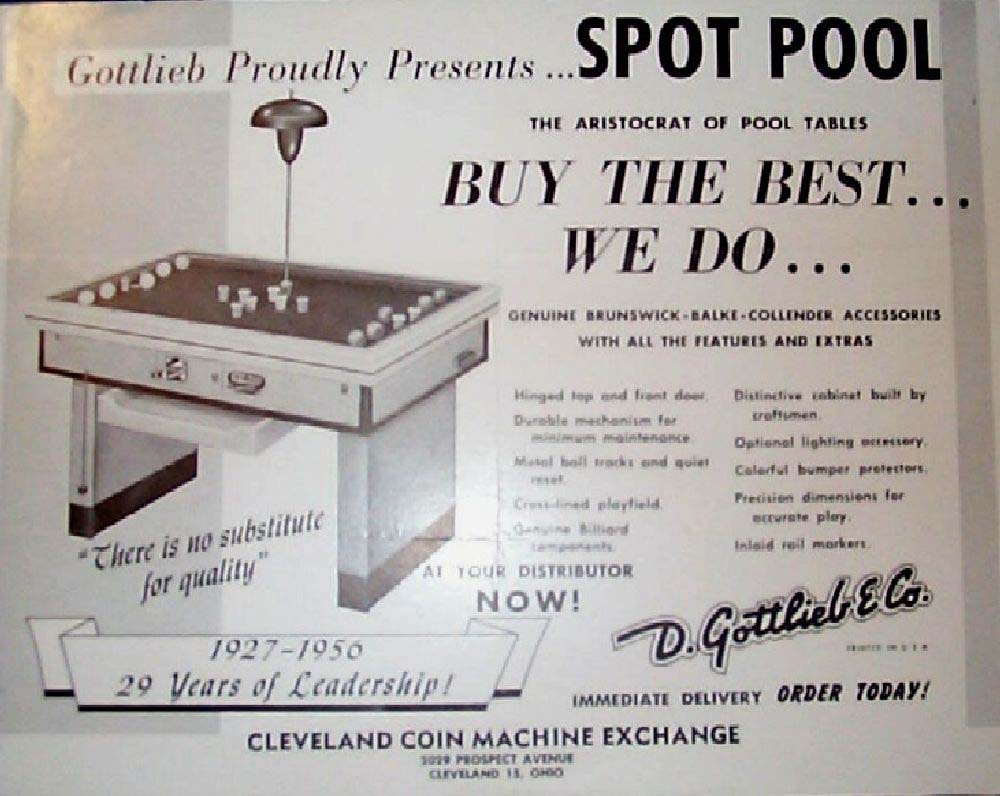 Gottlieb Proudly Presents ... SPOT POOL
THE ARISTOCRAT OF POOL TABLES
BUY THE BEST...
WE DO...
GENUINE BRUNSWICK-BALKE-COLLENDER ACCESSORIES
WITH ALL THE FEATURES AND EXTRAS
Hinged top and front door.
Durable mechanism for
minimum maintenance
Metal ball tracks and quiet
reset.
Cross-lined playfield.
Genuine Billiard
components.
Distinctive cabinet built by
craftsmen.
Optional lighting accessory.
Colorful bumper protectors.
Precision dimensions for
accurate play.
Inlaid rail markers.
"There is no substitute
for quality"
AT YOUR DISTRIBUTOR
NOW!
D. Gottlieb & Co.
PRINTED IN U S A
1927-1956
29 Years of Leadership!
IMMEDIATE DELIVERY ORDER TODAY!
CLEVELAND COIN MACHINE EXCHANGE
2029 PROSPECT AVENUE
CLEVELAND 15, OHIO